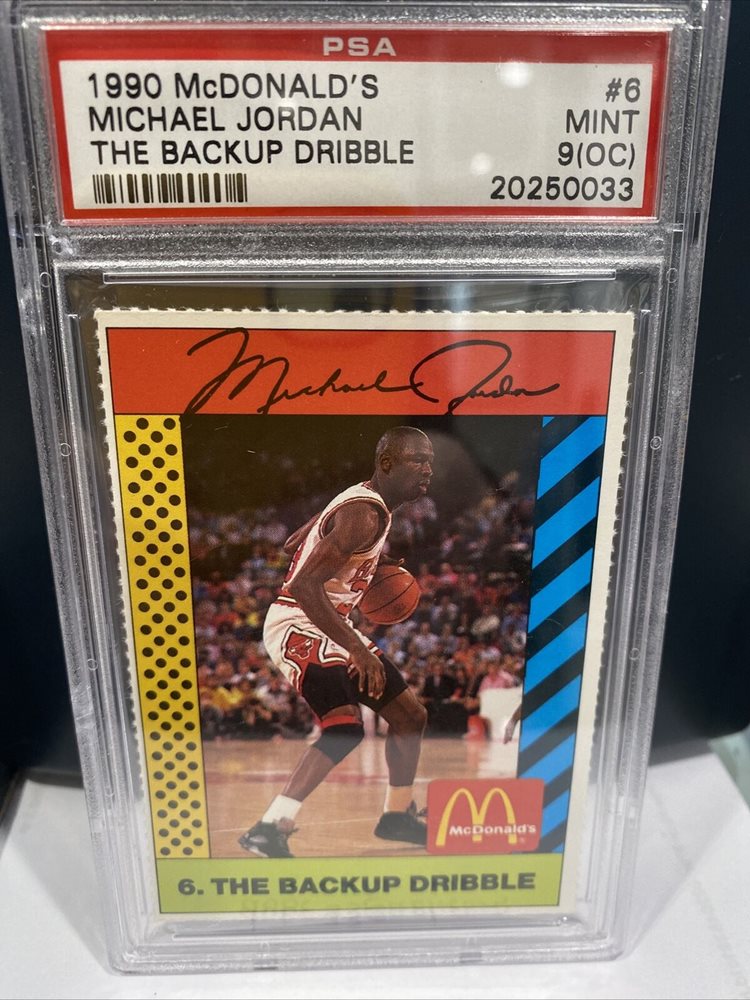 PSA
1990 McDONALD'S #6
MICHAEL JORDAN MINT
THE BACKUP DRIBBLE 9(OC)
20250033
Michael Jordan
McDonald's
6. THE BACKUP DRIBBLE